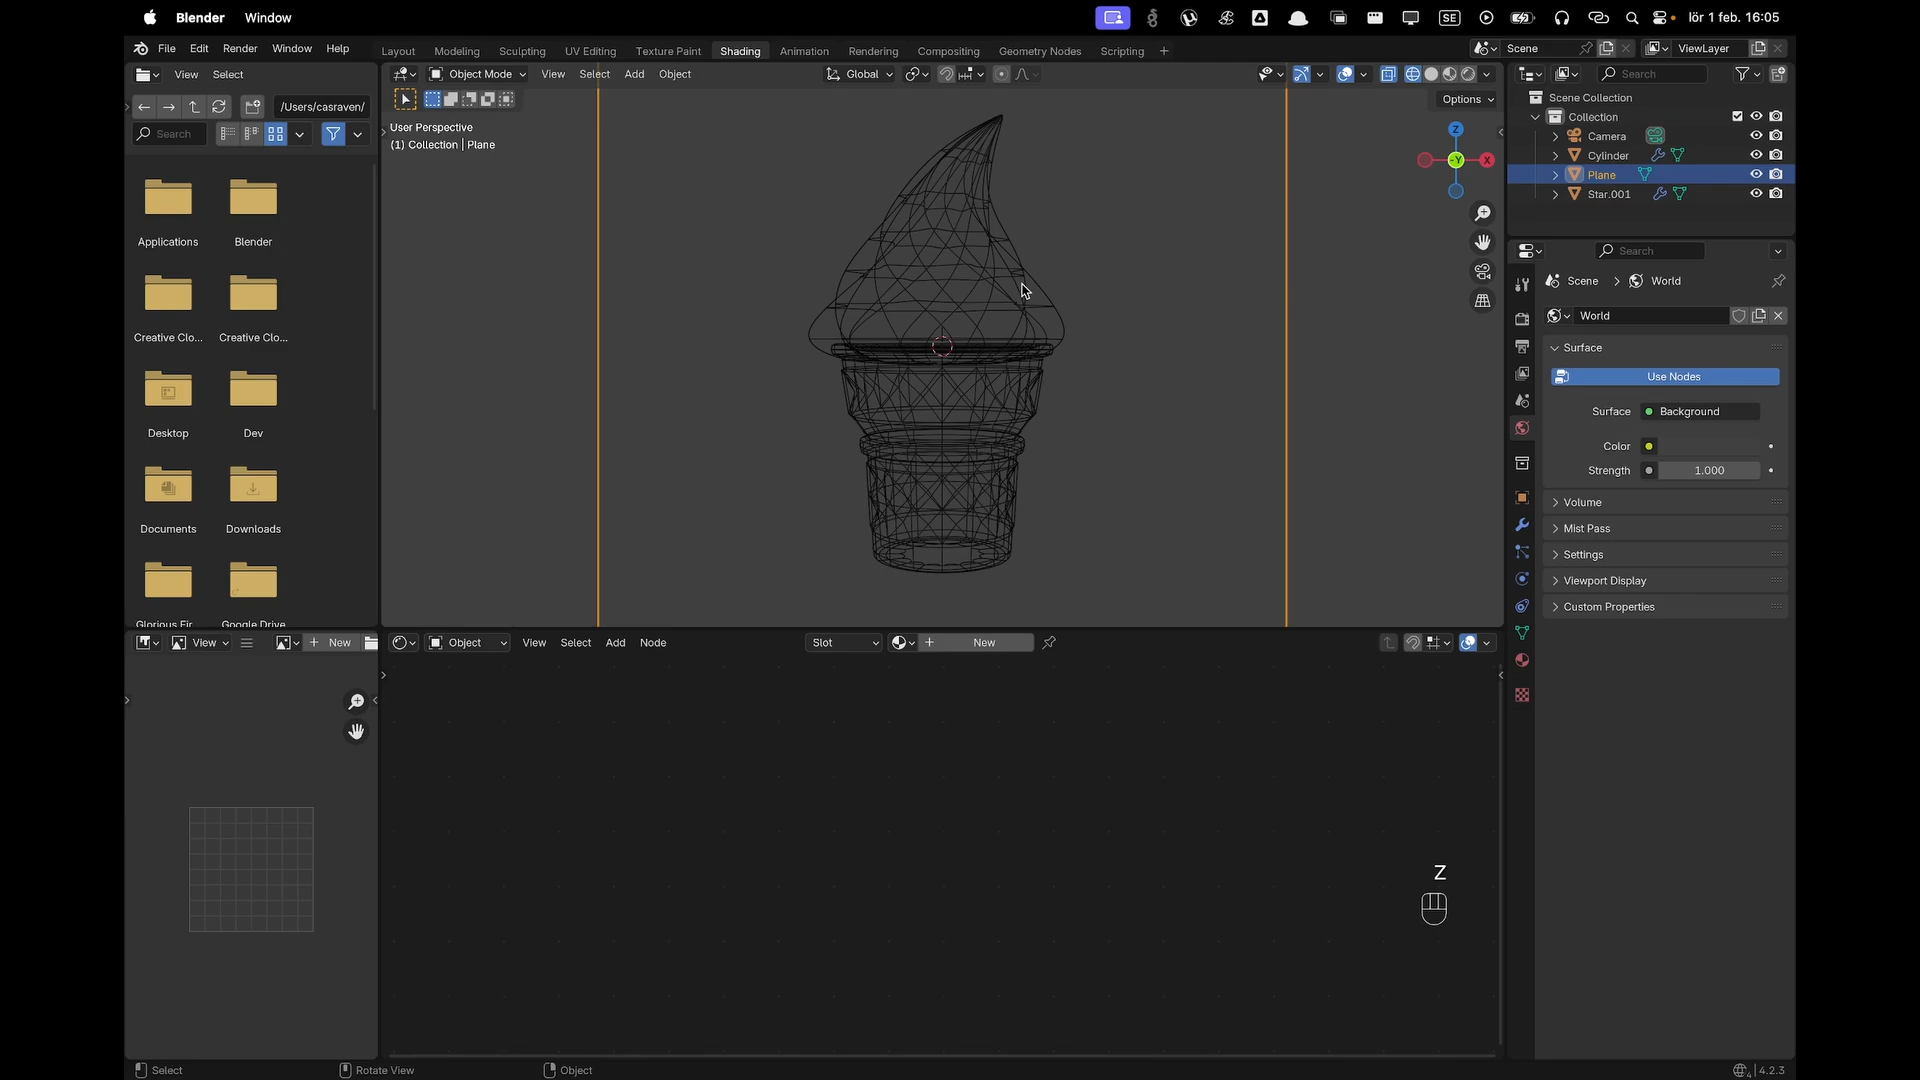 Blender Window
SE lör 1 feb. 16:05
File Edit Render Window Help
Layout Modeling Sculpting UV Editing Texture Paint Shading Animation Rendering Compositing Geometry Nodes Scripting +
Scene
ViewLayer
View Select
Object Mode View Select Add Object
Global
Search
/Users/casraven/
Options
Search
User Perspective
(1) Collection | Plane
Z
-Y
X
Scene Collection
Collection
Camera
Cylinder
Plane
Star.001
Applications Blender
Creative Clo... Creative Clo...
Desktop Dev
Documents Downloads
Glorious Fir... Google Drive
Search
Scene > World
World
Surface
Use Nodes
Surface Background
Color
Strength 1.000
Volume
Mist Pass
Settings
Viewport Display
Custom Properties
View + New
Object View Select Add Node
Slot
+ New
Z
Select Rotate View Object
4.2.3